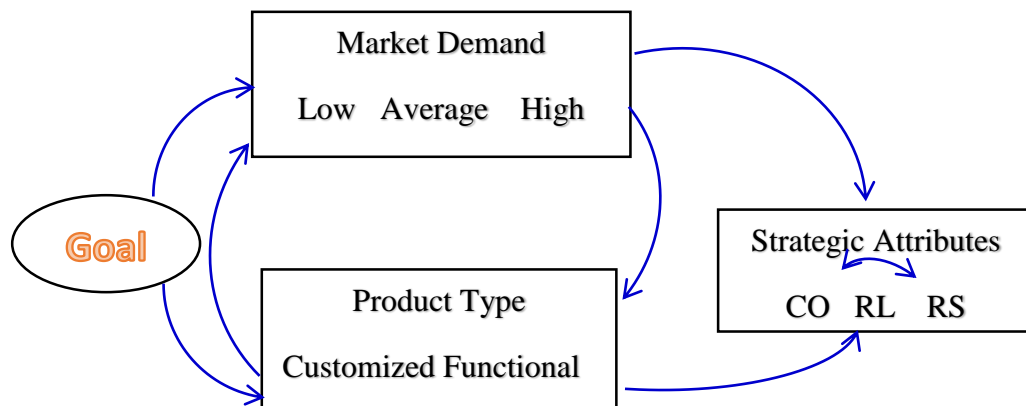 Market Demand
Low Average High
Goal
Strategic Attributes
CO RL RS
Product Type
Customized Functional